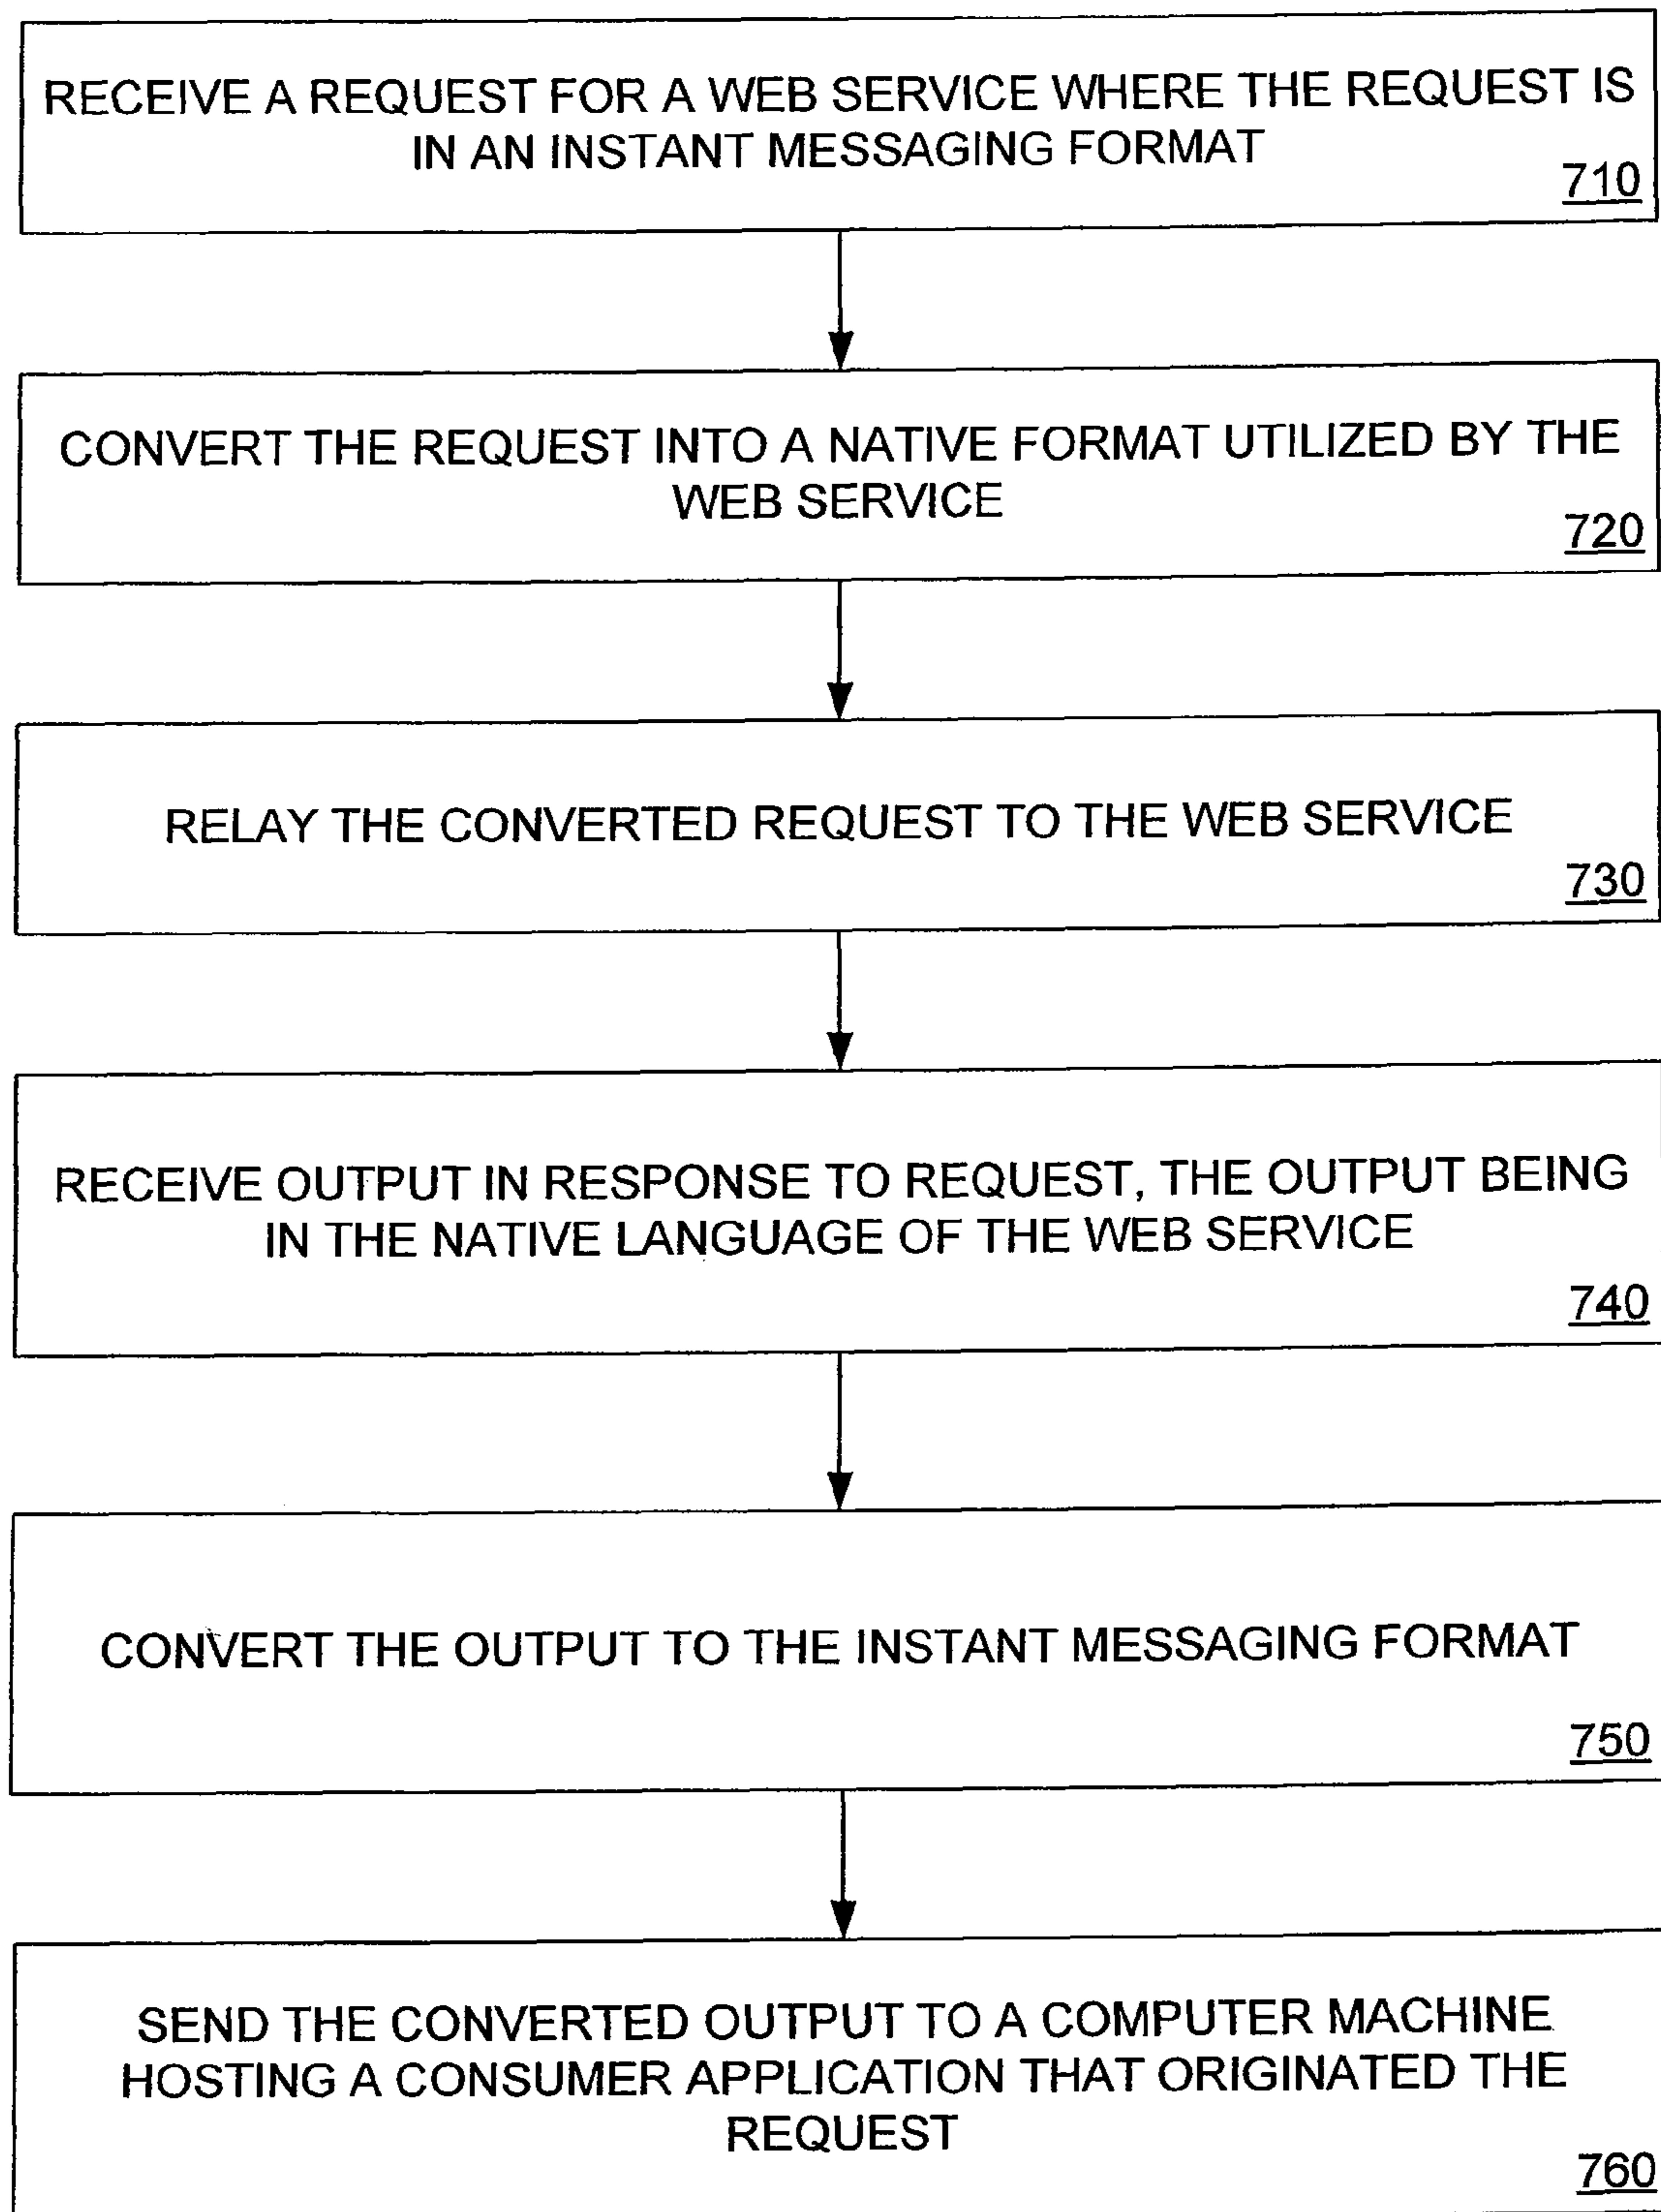 RECEIVE A REQUEST FOR A WEB SERVICE WHERE THE REQUEST IS
IN AN INSTANT MESSAGING FORMAT
710
CONVERT THE REQUEST INTO A NATIVE FORMAT UTILIZED BY THE
WEB SERVICE
720
RELAY THE CONVERTED REQUEST TO THE WEB SERVICE
730
RECEIVE OUTPUT IN RESPONSE TO REQUEST, THE OUTPUT BEING
IN THE NATIVE LANGUAGE OF THE WEB SERVICE
740
CONVERT THE OUTPUT TO THE INSTANT MESSAGING FORMAT
750
SEND THE CONVERTED OUTPUT TO A COMPUTER MACHINE
HOSTING A CONSUMER APPLICATION THAT ORIGINATED THE
REQUEST
760